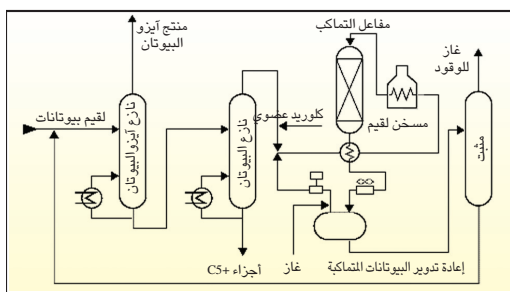 منتج آيزو
البيوتان
مفاعل التماكب
غاز
للوقود
لقيم بيوتانات
نازع آيزو البيوتان
نازع البيوتان
كلوريد عضوي
مسخن لقيم
مثبت
أجزاء +C5
غاز
إعادة تدوير البيوتانات المتماكبة